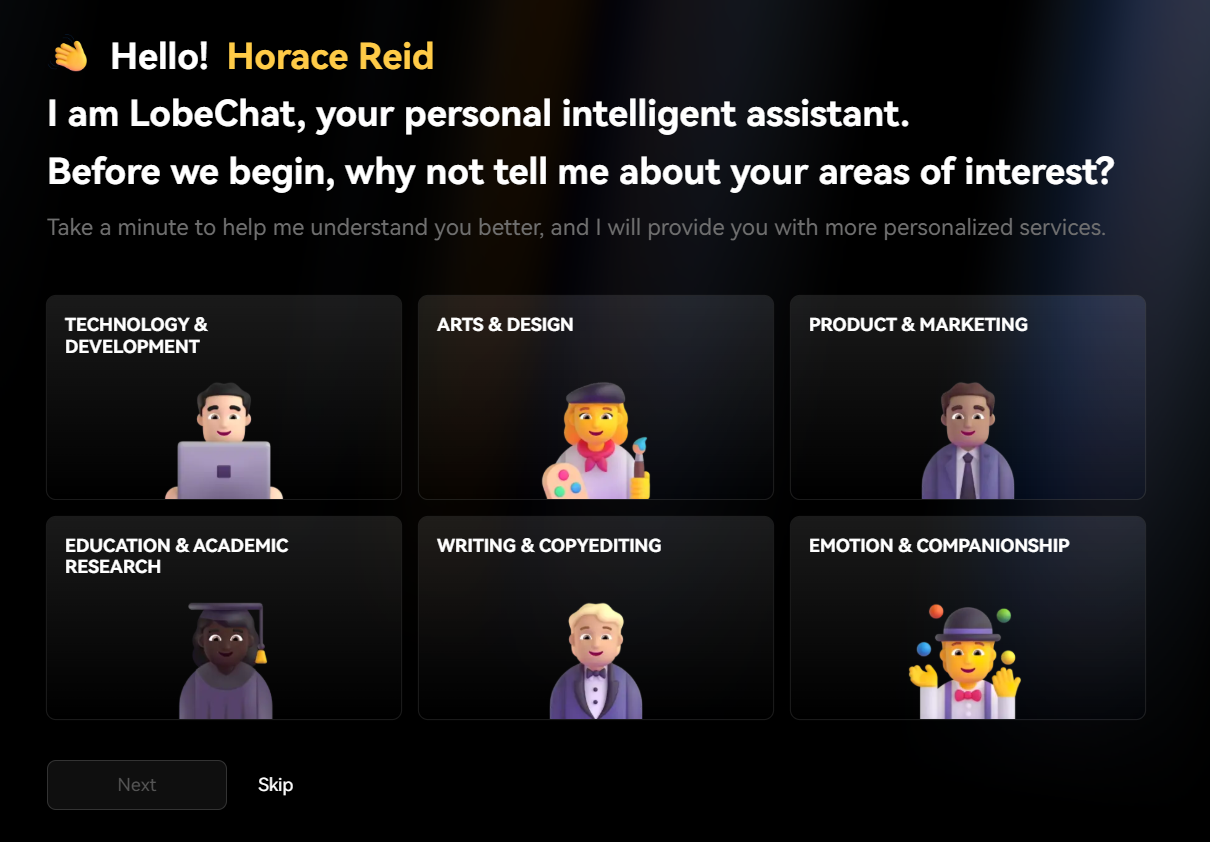 Hello! Horace Reid
I am LobeChat, your personal intelligent assistant.
Before we begin, why not tell me about your areas of interest?
Take a minute to help me understand you better, and I will provide you with more personalized services.
TECHNOLOGY &
DEVELOPMENT
ARTS & DESIGN
PRODUCT & MARKETING
EDUCATION & ACADEMIC
RESEARCH
WRITING & COPYEDITING
EMOTION & COMPANIONSHIP
Next
Skip